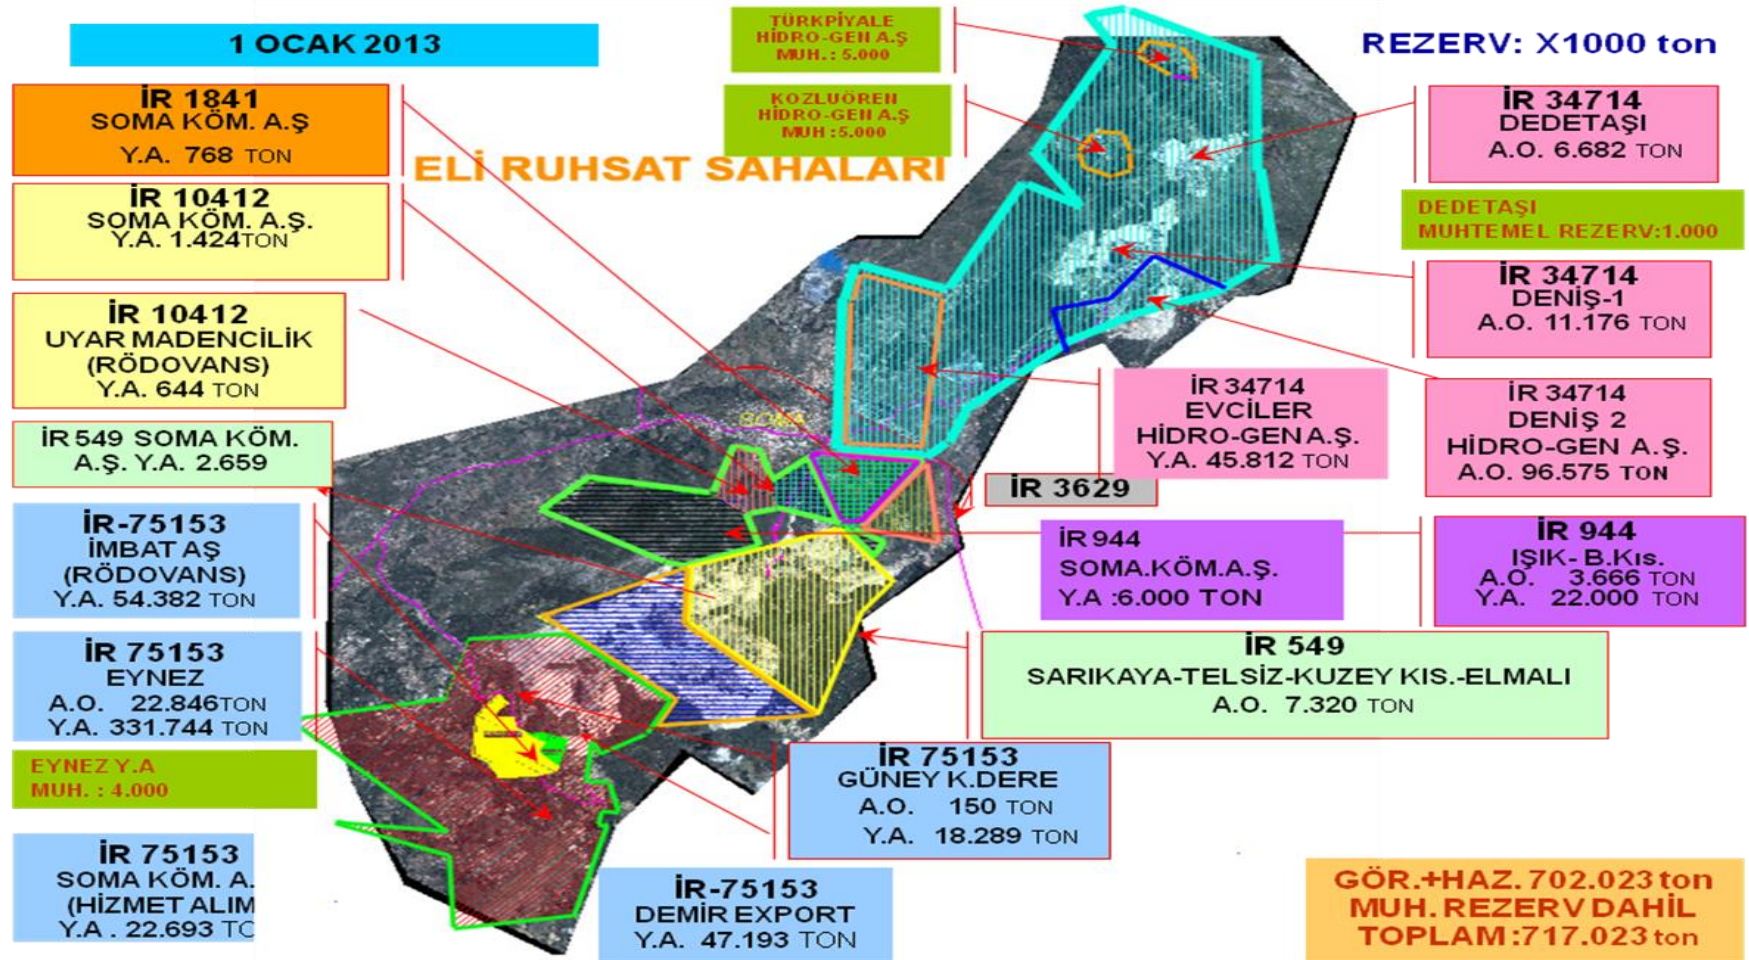 1 OCAK 2013
TÜRKPİYALE
HİDRO-GEN A.Ş
MUH. : 5.000
REZERV: X1000 ton
İR 1841
SOMA KÖM. A.Ş
Y.A. 768 TON
KOZLUÖREN
HİDRO-GEN A.Ş
MUH :5.000
İR 34714
DEDETAŞI
A.O. 6.682 TON
ELİ RUHSAT SAHALARI
İR 10412
SOMA KÖM. A.Ş.
Y.A. 1.424TON
DEDETAŞI
MUHTEMEL REZERV:1.000
İR 34714
DENİŞ-1
A.O. 11.176 TON
İR 10412
UYAR MADENCİLİK
(RÖDOVANS)
Y.A. 644 TON
İR 34714
EVCİLER
HİDRO-GEN A.Ş.
Y.A. 45.812 TON
İR 34714
DENİŞ 2
HİDRO-GEN A.Ş.
A.O. 96.575 TON
SOMA
İR 549 SOMA KÖM.
A.Ş. Y.A. 2.659
İR 3629
İR-75153
İMBAT AŞ
(RÖDOVANS)
Y.A. 54.382 TON
İR 944
SOMA.KÖM.A.Ş.
Y.A :6.000 TON
İR 944
IŞIK- B.Kıs.
A.O. 3.666 TON
Y.A. 22.000 TON
İR 75153
EYNEZ
A.O. 22.846TON
Y.A. 331.744 TON
İR 549
SARIKAYA-TELSİZ-KUZEY KIS.-ELMALI
A.O. 7.320 TON
EYNEZ Y.A
MUH. : 4.000
İR 75153
GÜNEY K.DERE
A.O. 150 TON
Y.A. 18.289 TON
İR 75153
SOMA KÖM. A.
(HİZMET ALIM
Y.A . 22.693 TO
İR-75153
DEMİR EXPORT
Y.A. 47.193 TON
GÖR.+HAZ. 702.023 ton
MUH. REZERV DAHİL
TOPLAM :717.023 ton